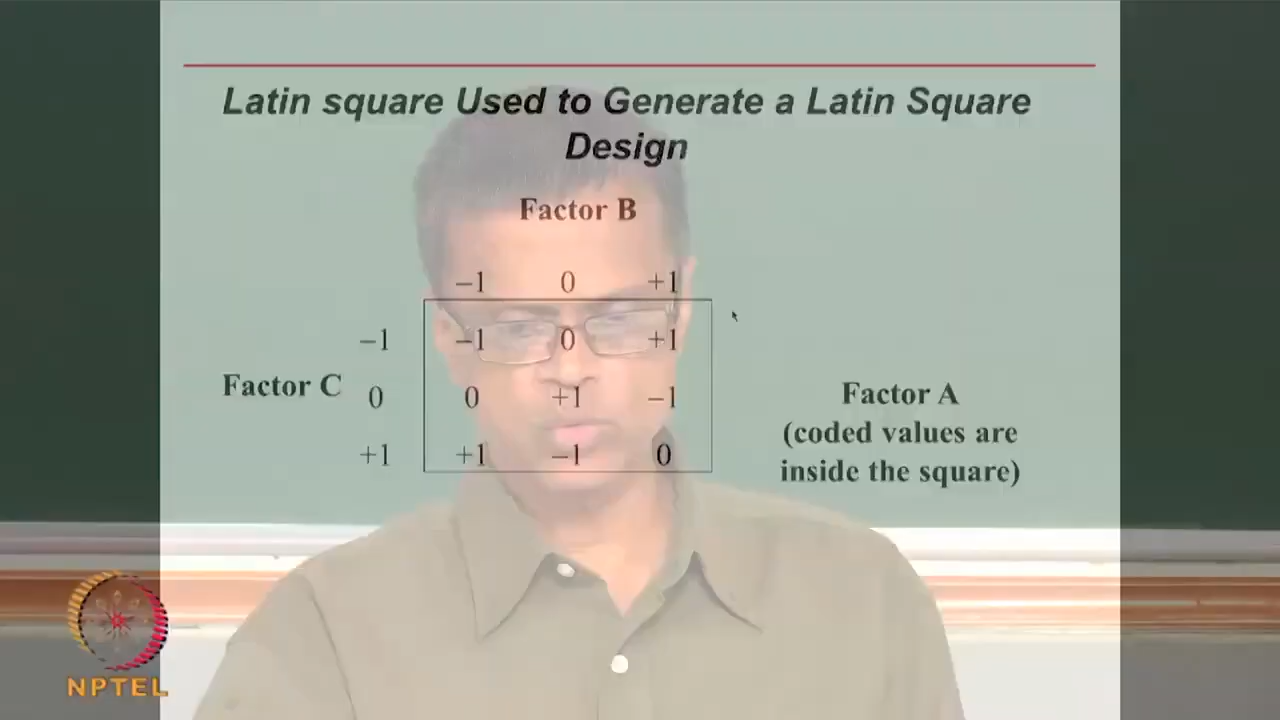 Latin square Used to Generate a Latin Square
Design
Factor B
−1 0 +1
−1 −1 0 +1
Factor C 0 0 +1 −1
+1 +1 −1 0
Factor A
(coded values are
inside the square)
NPTEL